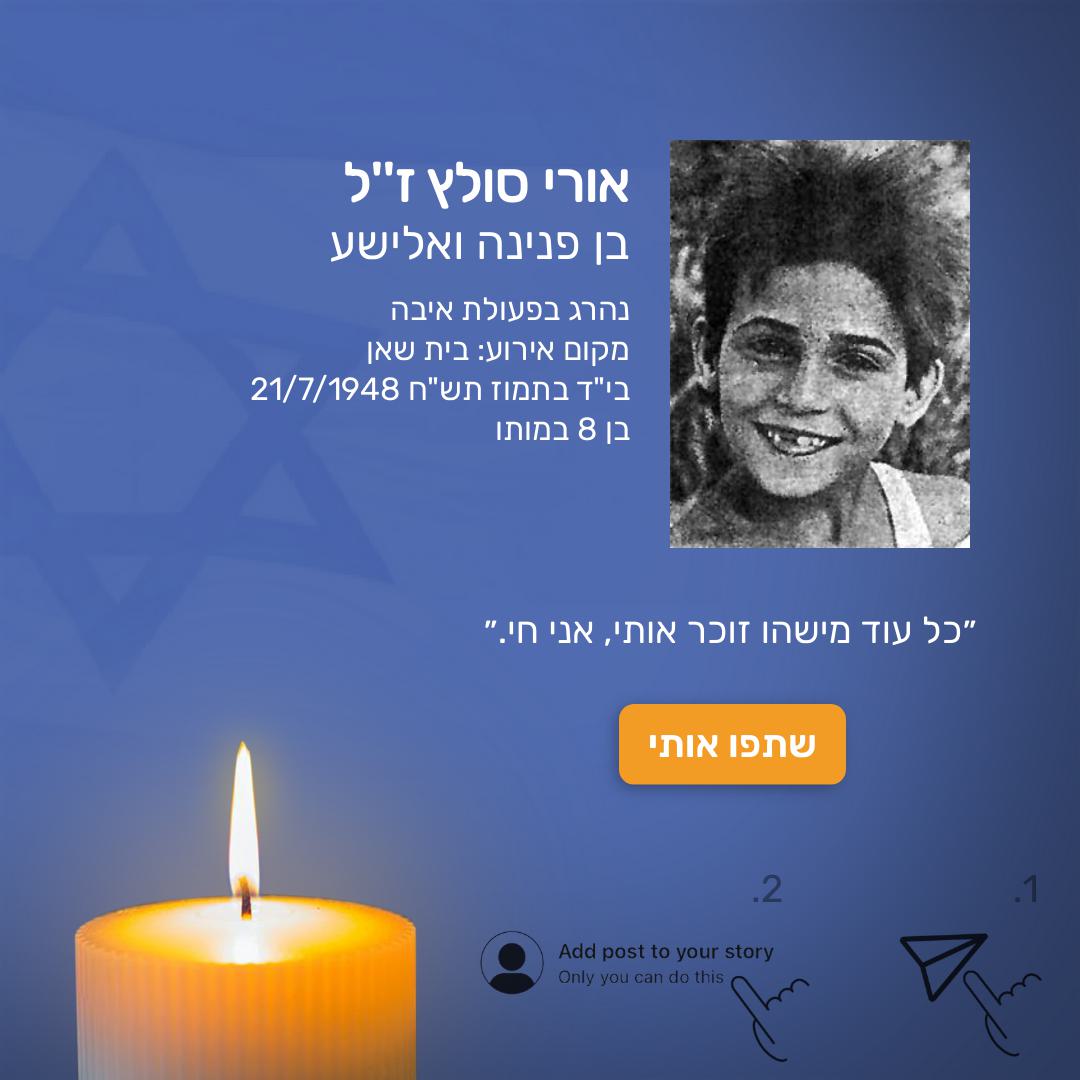 אורי סולץ ז"ל
בן פנינה ואלישע
נהרג בפעולת איבה
מקום אירוע: בית שאן
בי"ד בתמוז תש"ח 21/7/1948
בן 8 במותו
״כל עוד מישהו זוכר אותי, אני חי.״
שתפו אותי
1.
2.
Add post to your story
Only you can do this